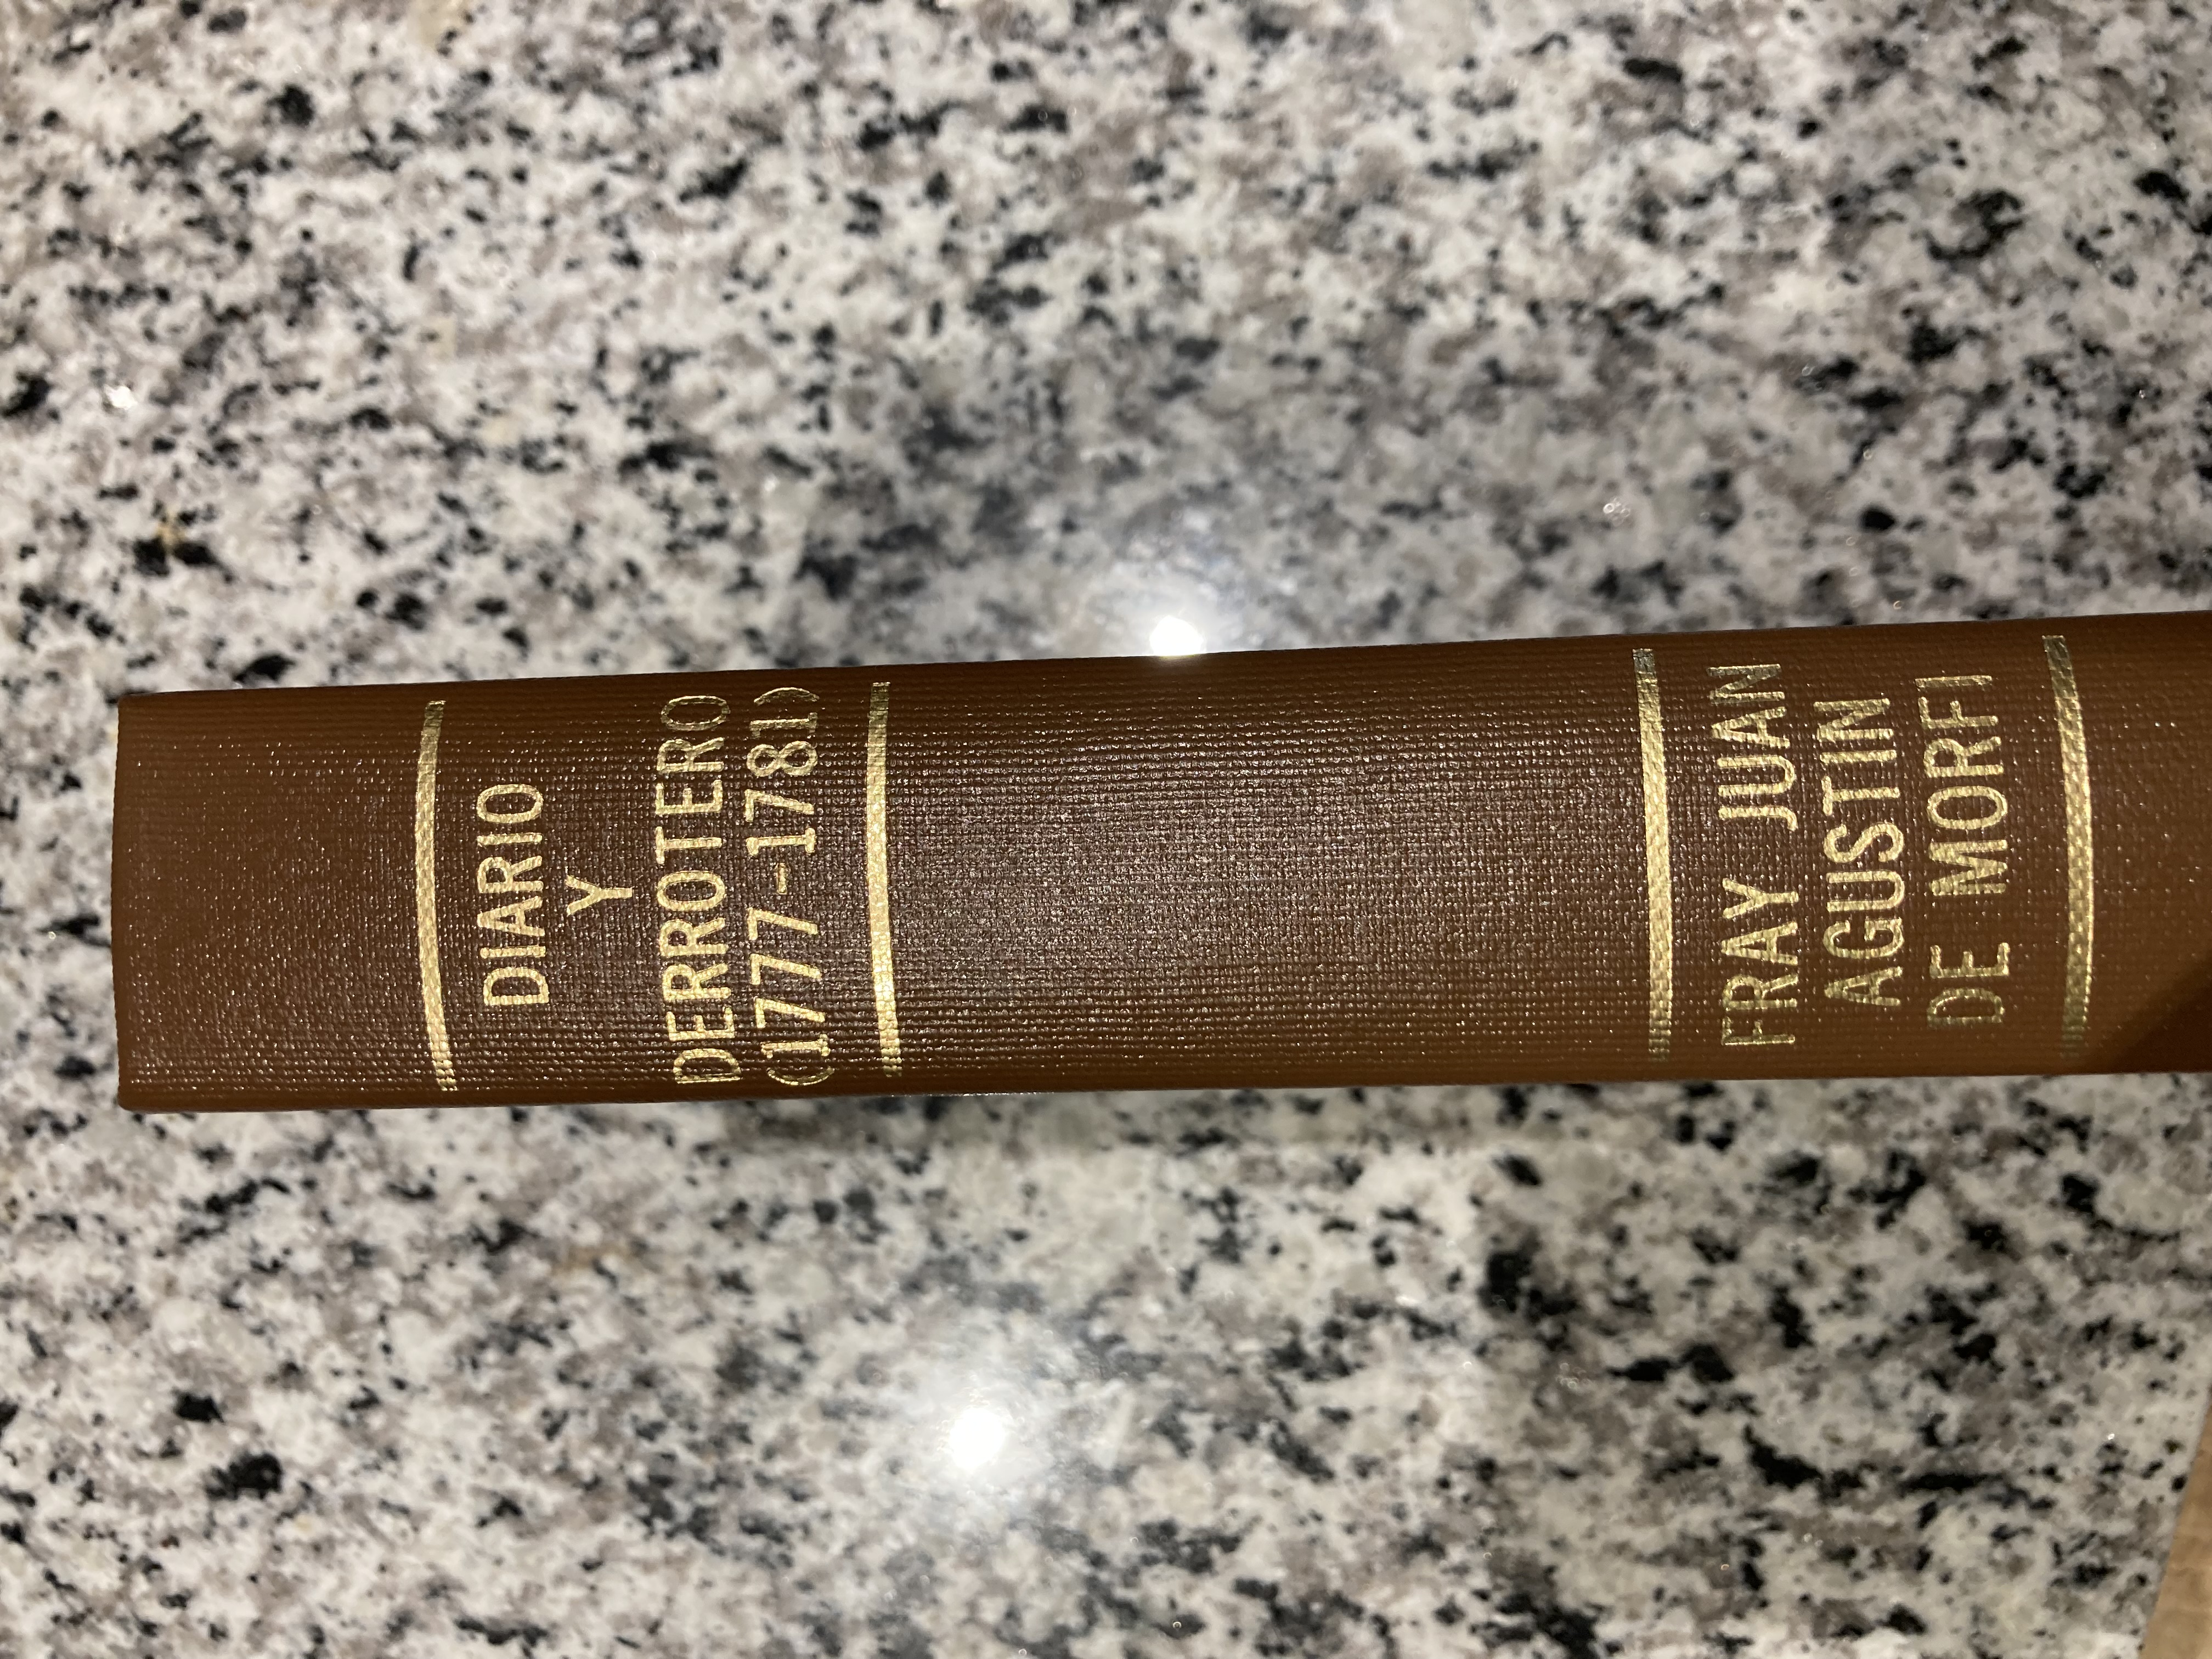 DIARIO
Y
DERROTERO
(1777-1781)
FRAY JUAN
AGUSTIN
DE MORFI